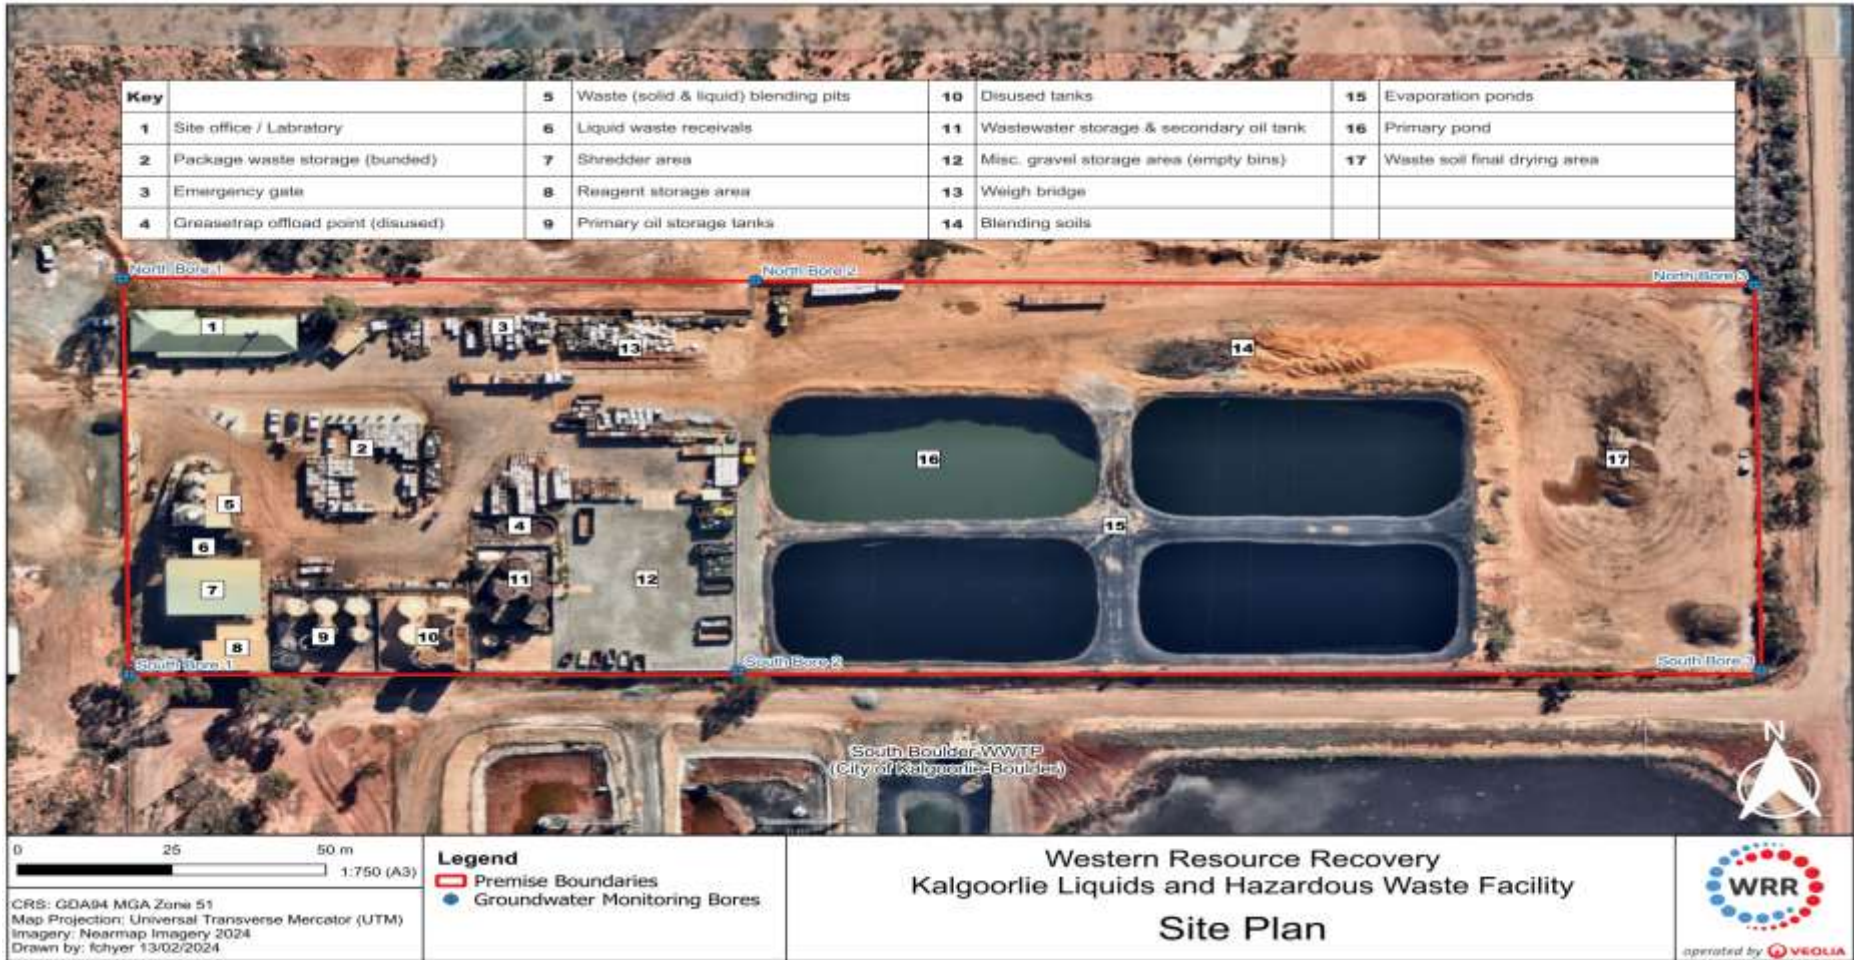 Key
1 Site office / Labratory
2 Package waste storage (bunded)
3 Emergency gate
4 Greasetrap offload point (disused)
5 Waste (solid & liquid) blending pits
6 Liquid waste receivals
7 Shredder area
8 Reagent storage area
9 Primary oil storage tanks
10 Disused tanks
11 Wastewater storage & secondary oil tank
12 Misc. gravel storage area (empty bins)
13 Weigh bridge
14 Blending soils
15 Evaporation ponds
16 Primary pond
17 Waste soil final drying area
North Bore 1
North Bore 2
North Bore 3
1
3
13
14
2
16
17
5
4
15
6
11
12
7
9
10
8
South Bore 1
South Bore 2
South Bore 3
South Boulder WWTP
(City of Kalgoorlie-Boulder)
N
0 25 50 m
1:750 (A3)
CRS: GDA94 MGA Zone 51
Map Projection: Universal Transverse Mercator (UTM)
Imagery: Nearmap Imagery 2024
Drawn by: fchyer 13/02/2024
Legend
Premise Boundaries
Groundwater Monitoring Bores
Western Resource Recovery
Kalgoorlie Liquids and Hazardous Waste Facility
Site Plan
WRR
operated by VEOLIA